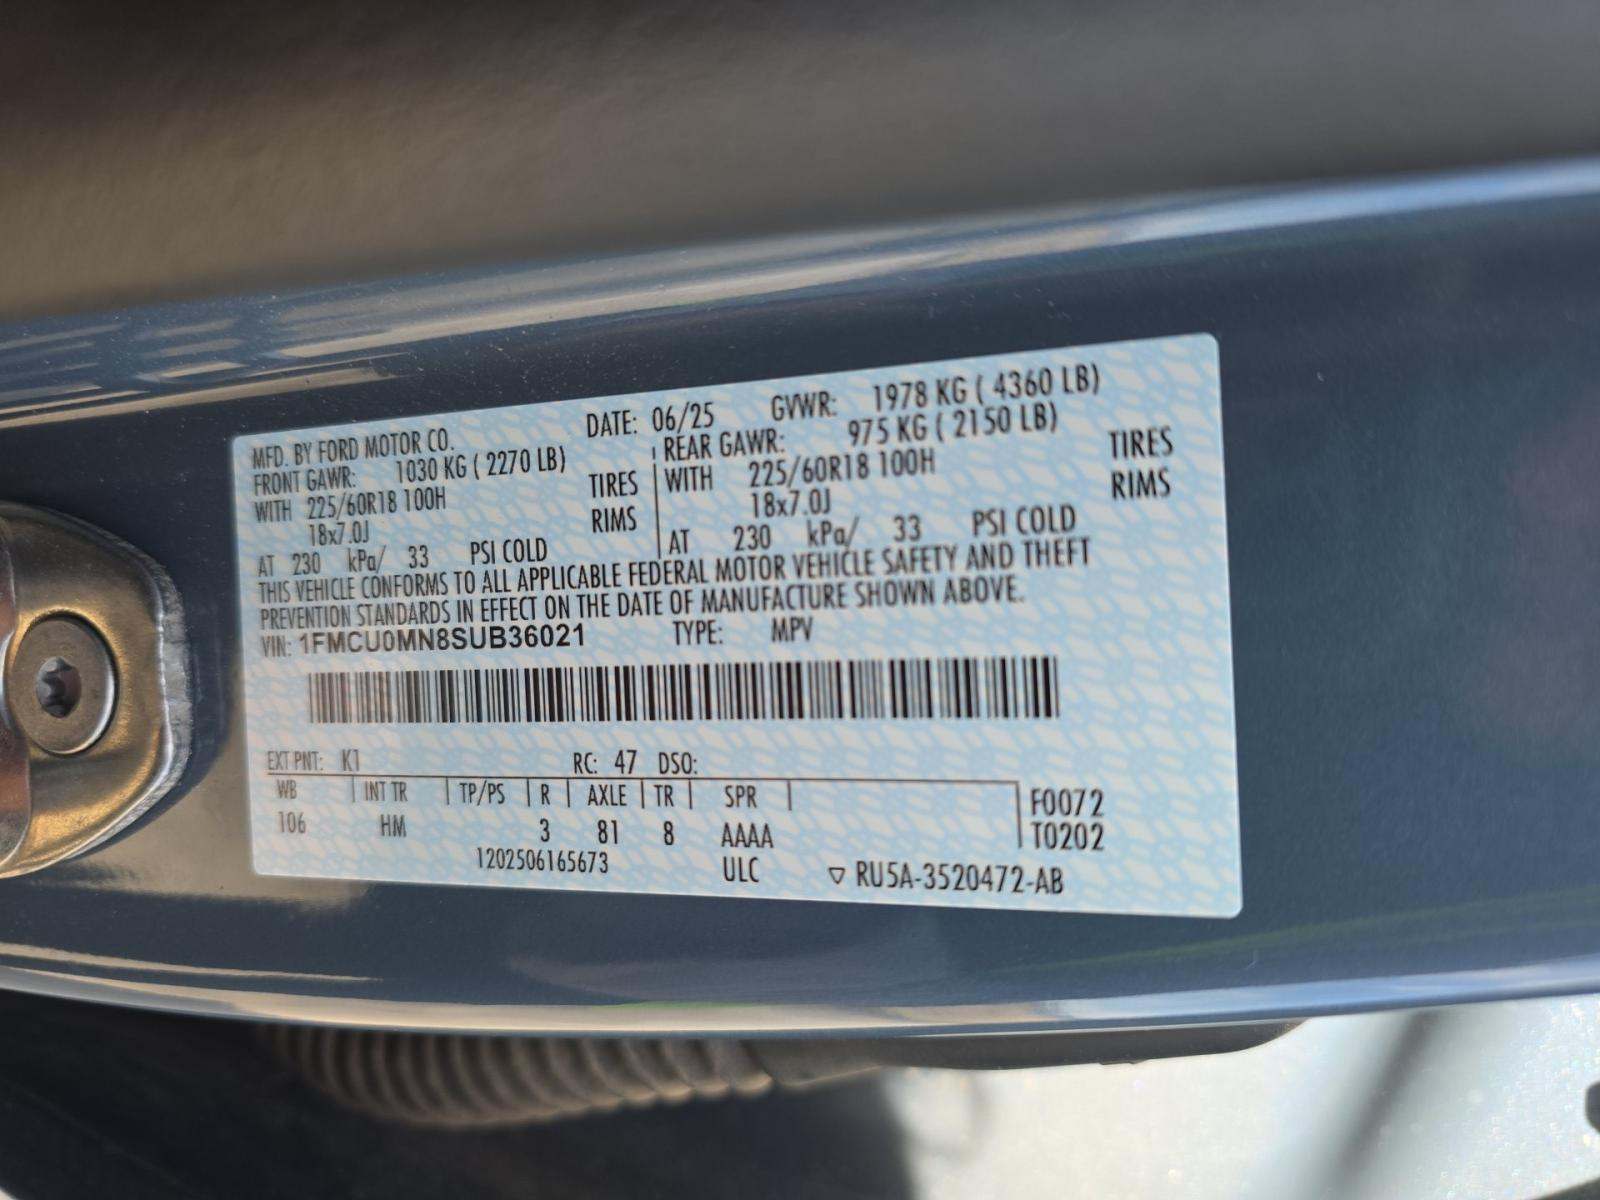 MFD. BY FORD MOTOR CO. DATE: 06/25 GVWR: 1978 KG ( 4360 LB)
FRONT GAWR: 1030 KG ( 2270 LB) REAR GAWR: 975 KG ( 2150 LB)
WITH 225/60R18 100H TIRES WITH 225/60R18 100H TIRES
18x7.0J RIMS 18x7.0J RIMS
AT 230 kPa/ 33 PSI COLD AT 230 kPa/ 33 PSI COLD
THIS VEHICLE CONFORMS TO ALL APPLICABLE FEDERAL MOTOR VEHICLE SAFETY AND THEFT
PREVENTION STANDARDS IN EFFECT ON THE DATE OF MANUFACTURE SHOWN ABOVE.
VIN: 1FMCU0MN8SUB36021 TYPE: MPV
EXT PNT: K1 RC: 47 DSO:
WB INT TR TP/PS R AXLE TR SPR F0072
106 HM 3 81 8 AAAA T0202
1202506165673 ULC ▽ RU5A-3520472-AB